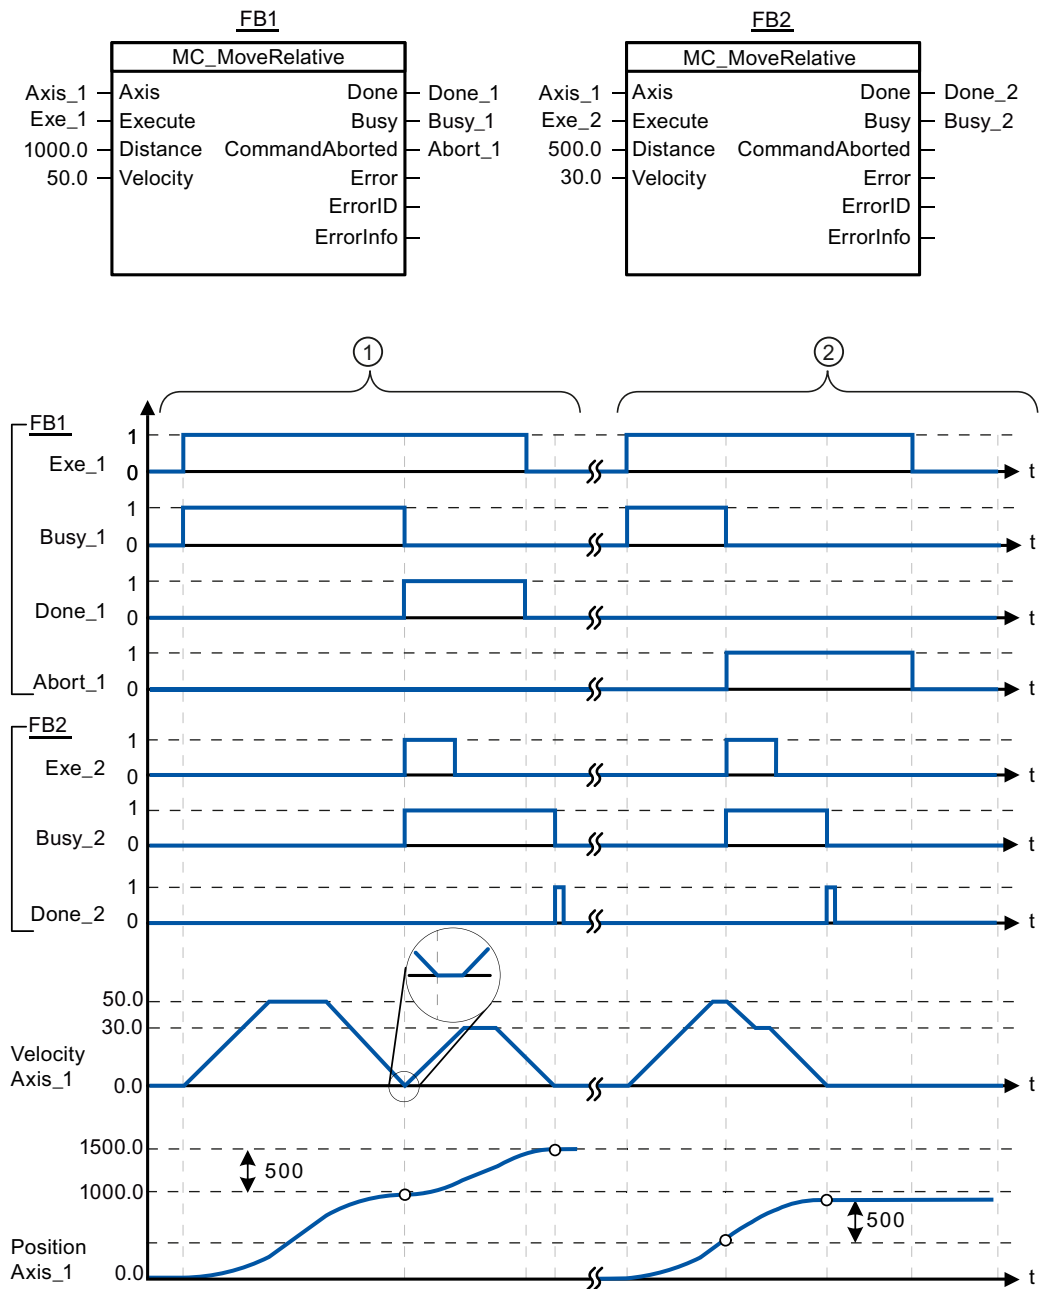 FB1
FB2
MC_MoveRelative
MC_MoveRelative
Axis_1 Axis Done Done_1
Exe_1 Execute Busy Busy_1
1000.0 Distance CommandAborted Abort_1
50.0 Velocity Error
ErrorID
ErrorInfo
Axis_1 Axis Done Done_2
Exe_2 Execute Busy Busy_2
500.0 Distance CommandAborted
30.0 Velocity Error
ErrorID
ErrorInfo
1
2
FB1
1
Exe_1 0 t
1
Busy_1 0 t
1
Done_1 0 t
1
Abort_1 0 t
FB2
1
Exe_2 0 t
1
Busy_2 0 t
1
Done_2 0 t
50.0
30.0
Velocity
Axis_1 0.0 t
1500.0
500
1000.0
500
Position
Axis_1 0.0 t